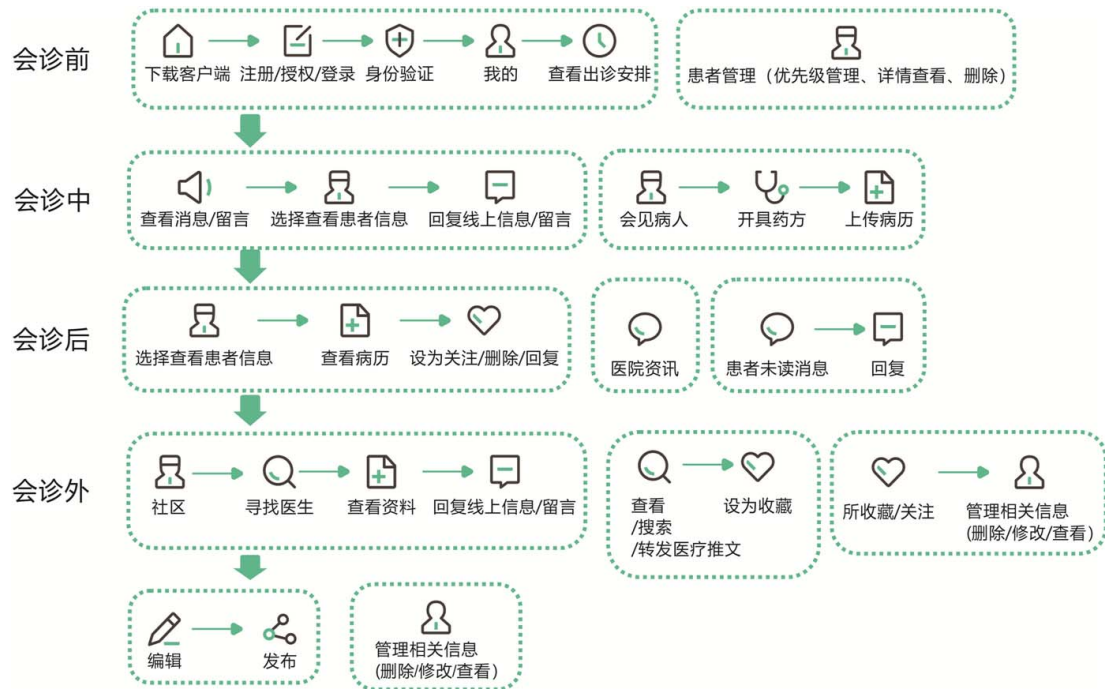 会诊前
下载客户端
注册/授权/登录
身份验证
我的
查看出诊安排
患者管理（优先级管理、详情查看、删除）
会诊中
查看消息/留言
选择查看患者信息
回复线上信息/留言
会见病人
开具药方
上传病历
会诊后
选择查看患者信息
查看病历
设为关注/删除/回复
医院资讯
患者未读消息
回复
会诊外
社区
寻找医生
查看资料
回复线上信息/留言
查看
/搜索
/转发医疗推文
设为收藏
所收藏/关注
管理相关信息
(删除/修改/查看）
编辑
发布
管理相关信息
(删除/修改/查看）